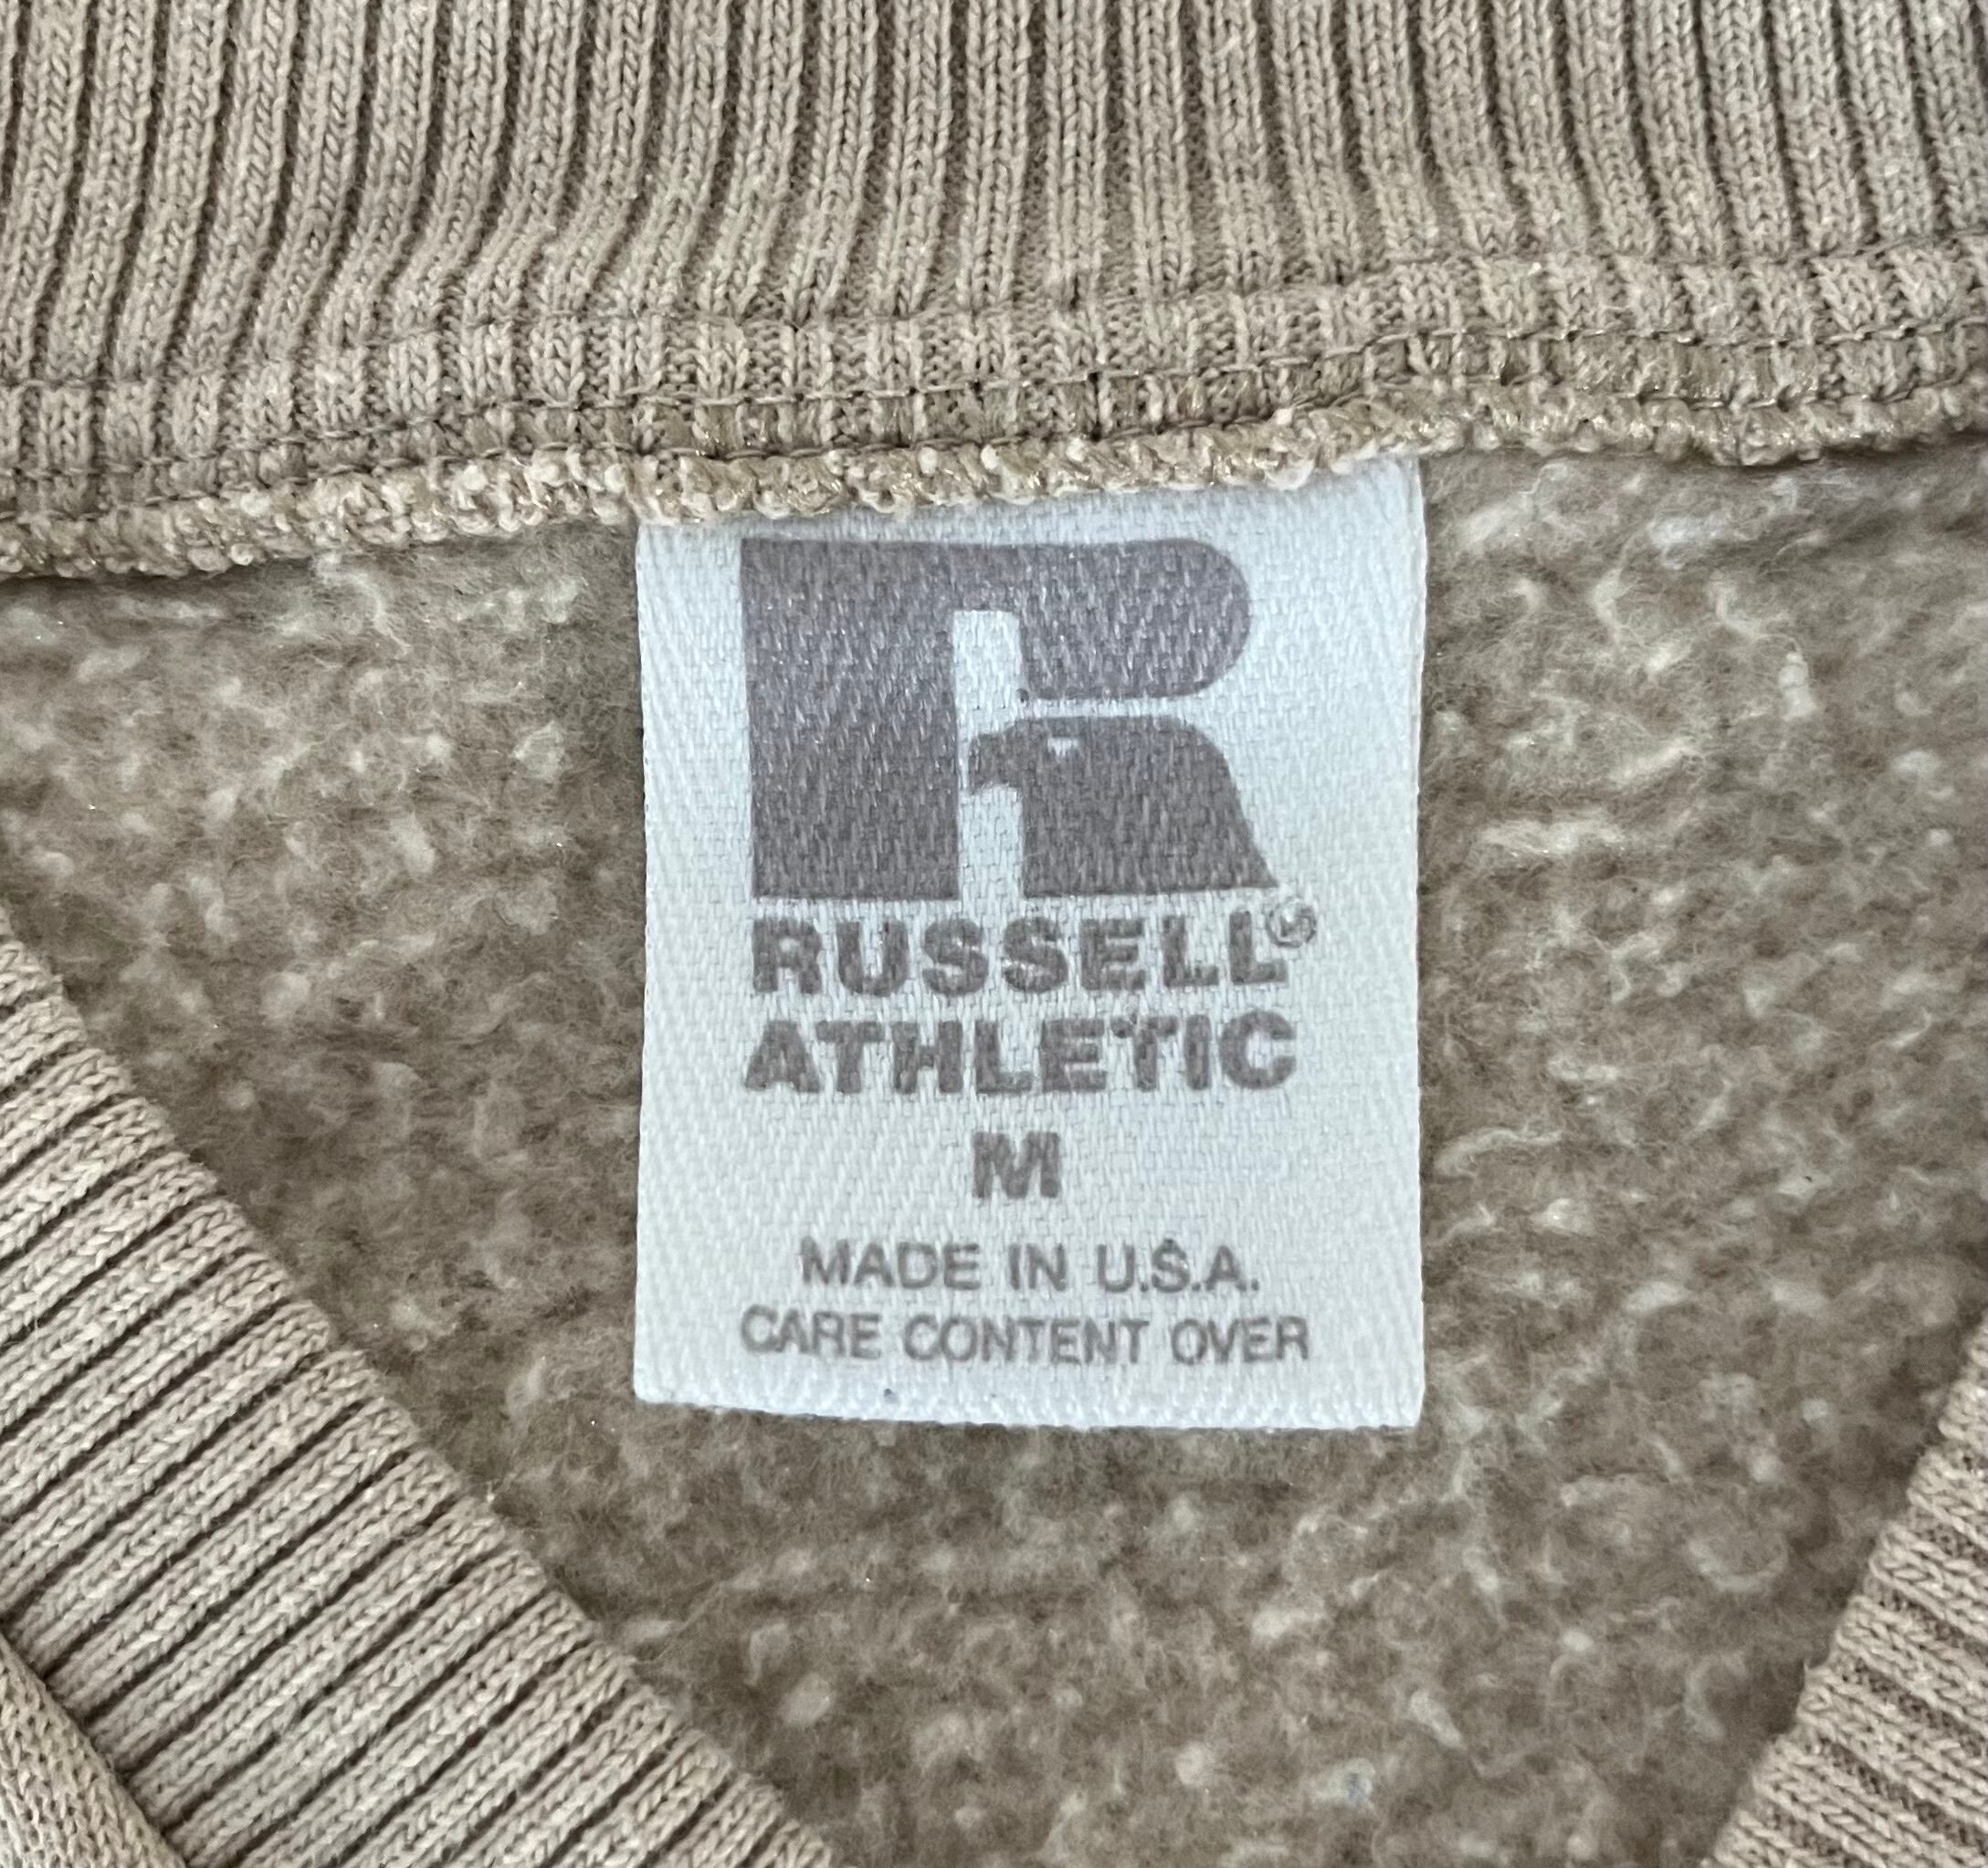 R
RUSSELL®
ATHLETIC
M
MADE IN U.S.A.
CARE CONTENT OVER